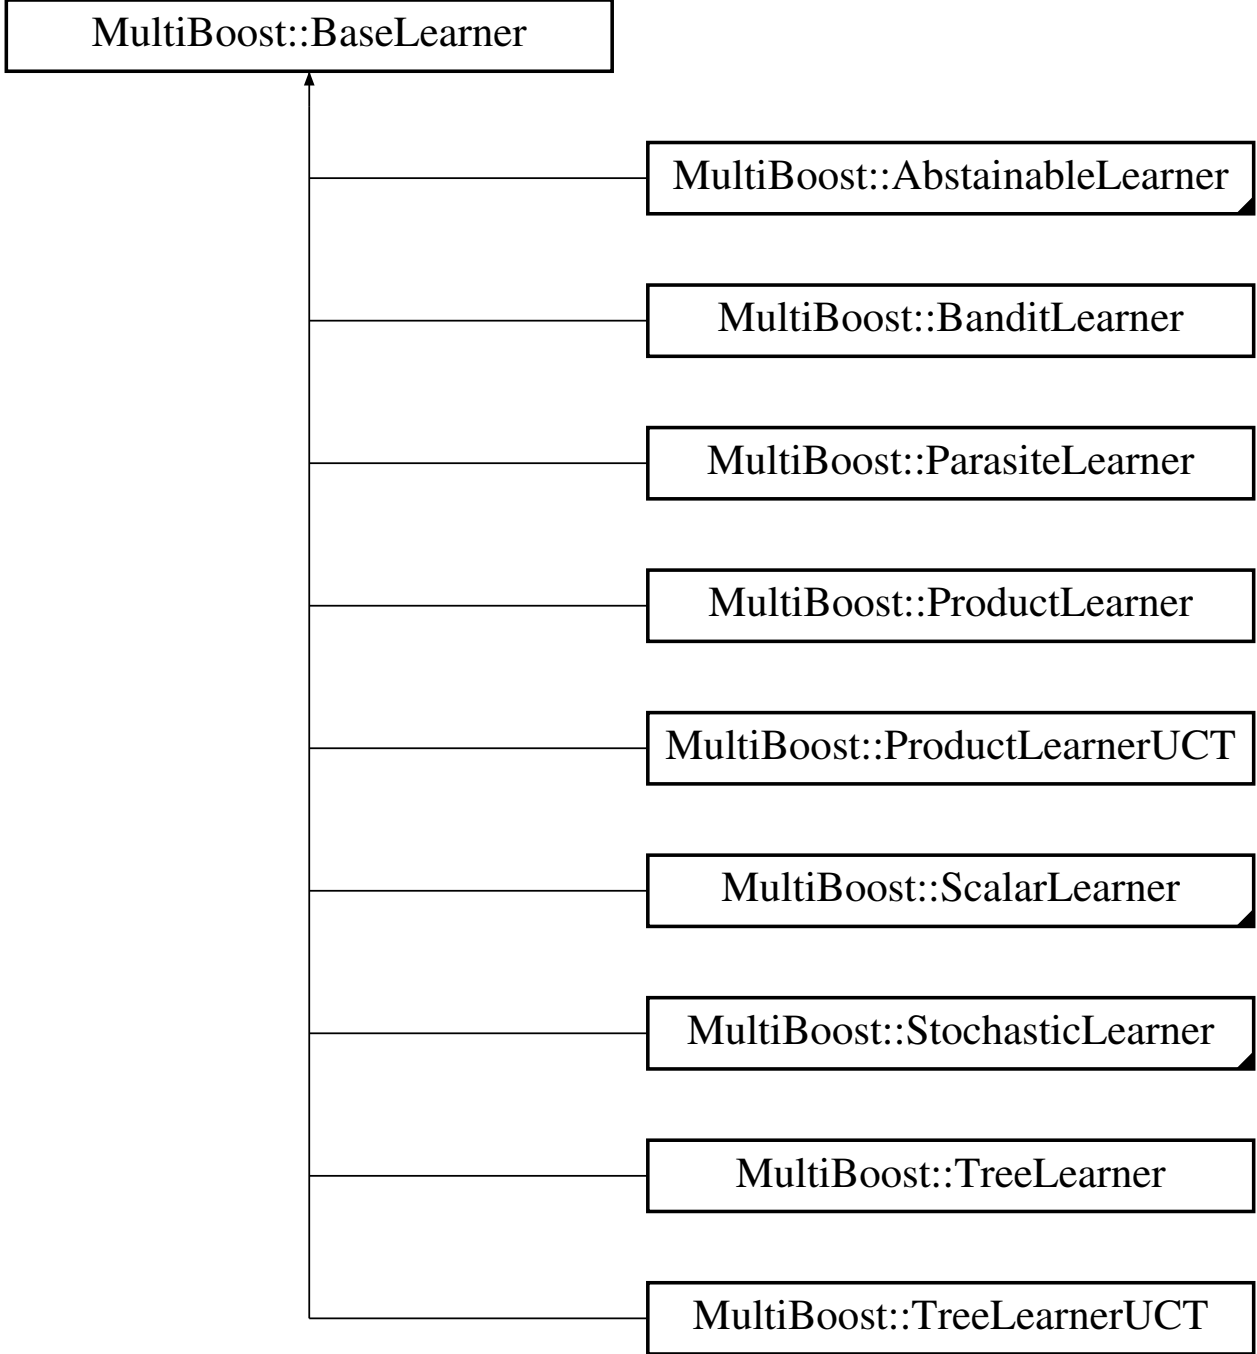 MultiBoost::BaseLearner
MultiBoost::AbstainableLearner
MultiBoost::BanditLearner
MultiBoost::ParasiteLearner
MultiBoost::ProductLearner
MultiBoost::ProductLearnerUCT
MultiBoost::ScalarLearner
MultiBoost::StochasticLearner
MultiBoost::TreeLearner
MultiBoost::TreeLearnerUCT